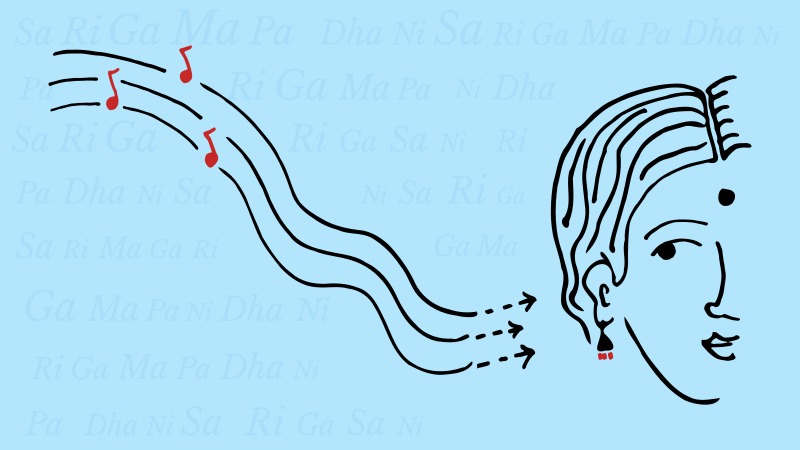 Sa Ri Ga Ma Pa Dha Ni Sa Ri Ga Ma Pa Dha Ni
Pa Ri Ga Ma Pa Ni Dha
Sa Ri Ga Ri Ga Sa Ni Ri
Pa Dha Ni Sa Ni Sa Ri Ga
Sa Ri Ma Ga Ri Ga Ma
Ga Ma Pa Ni Dha Ni
Ri Ga Ma Pa Dha Ni
Pa Dha Ni Sa Ri Ga Sa Ni